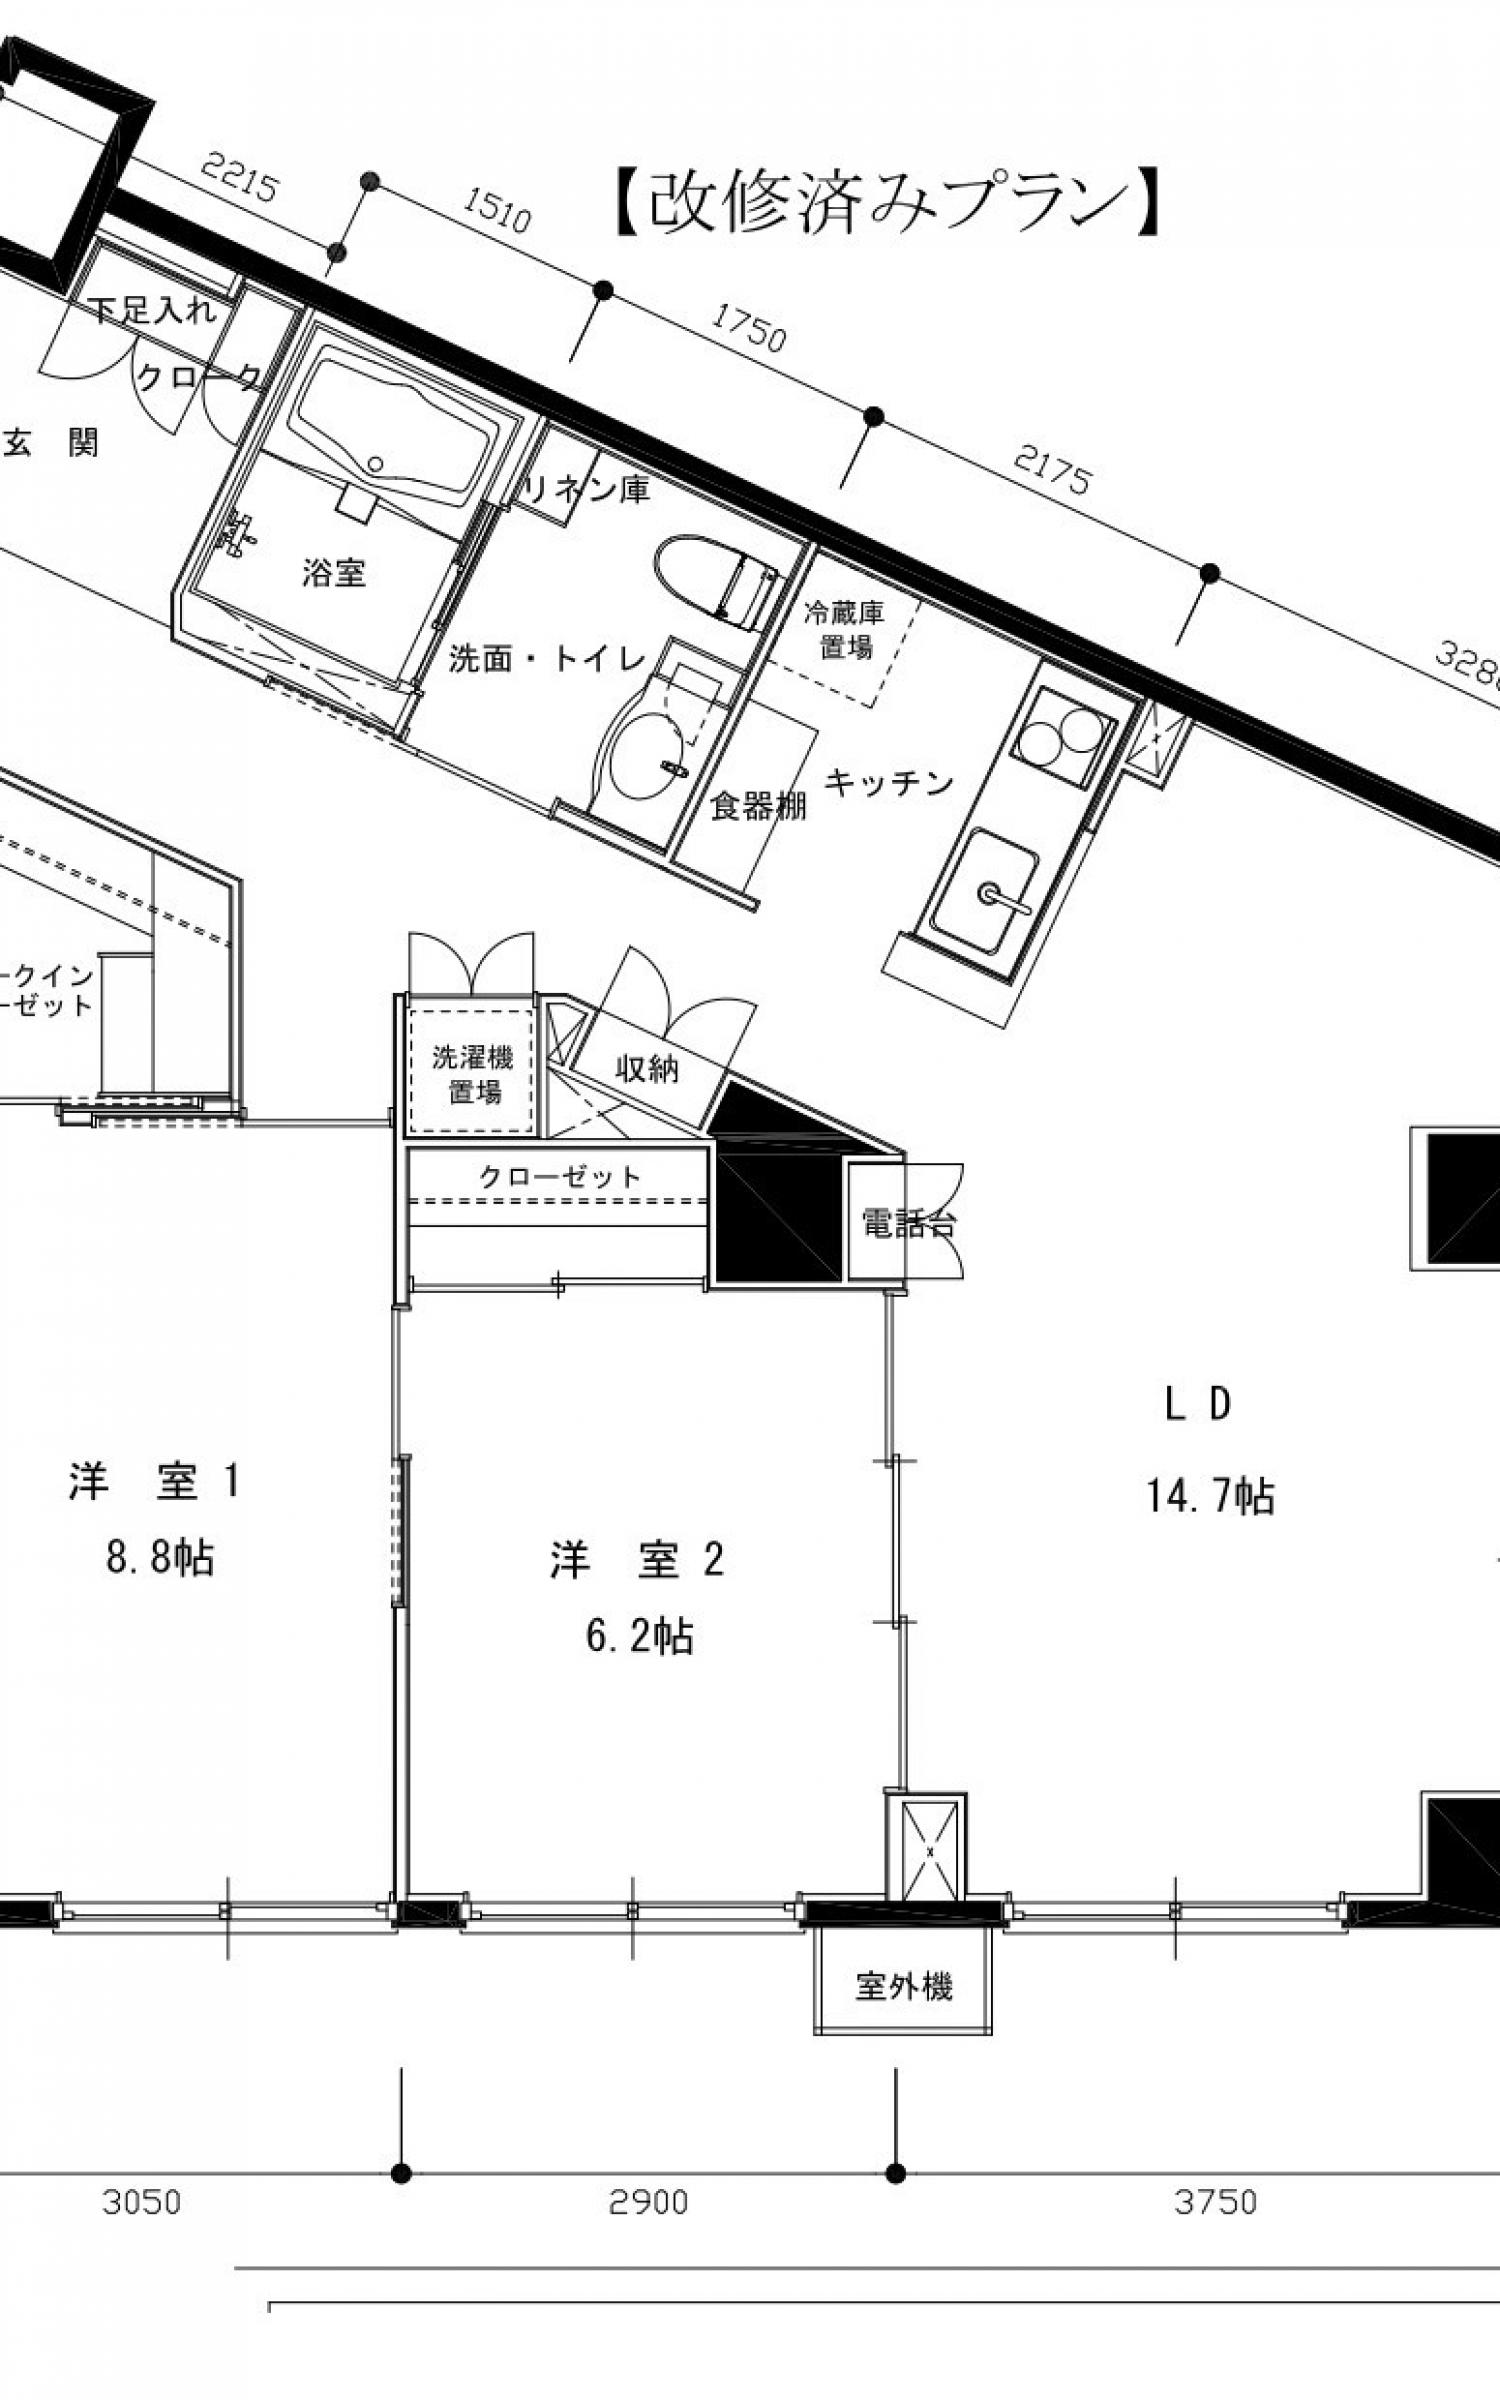 【改修済みプラン】
2215
1510
1750
2175
328
下足入れ
クローク
玄 関
リネン庫
浴室
洗面・トイレ
冷蔵庫
置場
キッチン
食器棚
ークイン
ーゼット
洗濯機
置場
収納
クローゼット
電話台
LD
14.7帖
洋 室 1
8.8帖
洋 室 2
6.2帖
室外機
3050
2900
3750